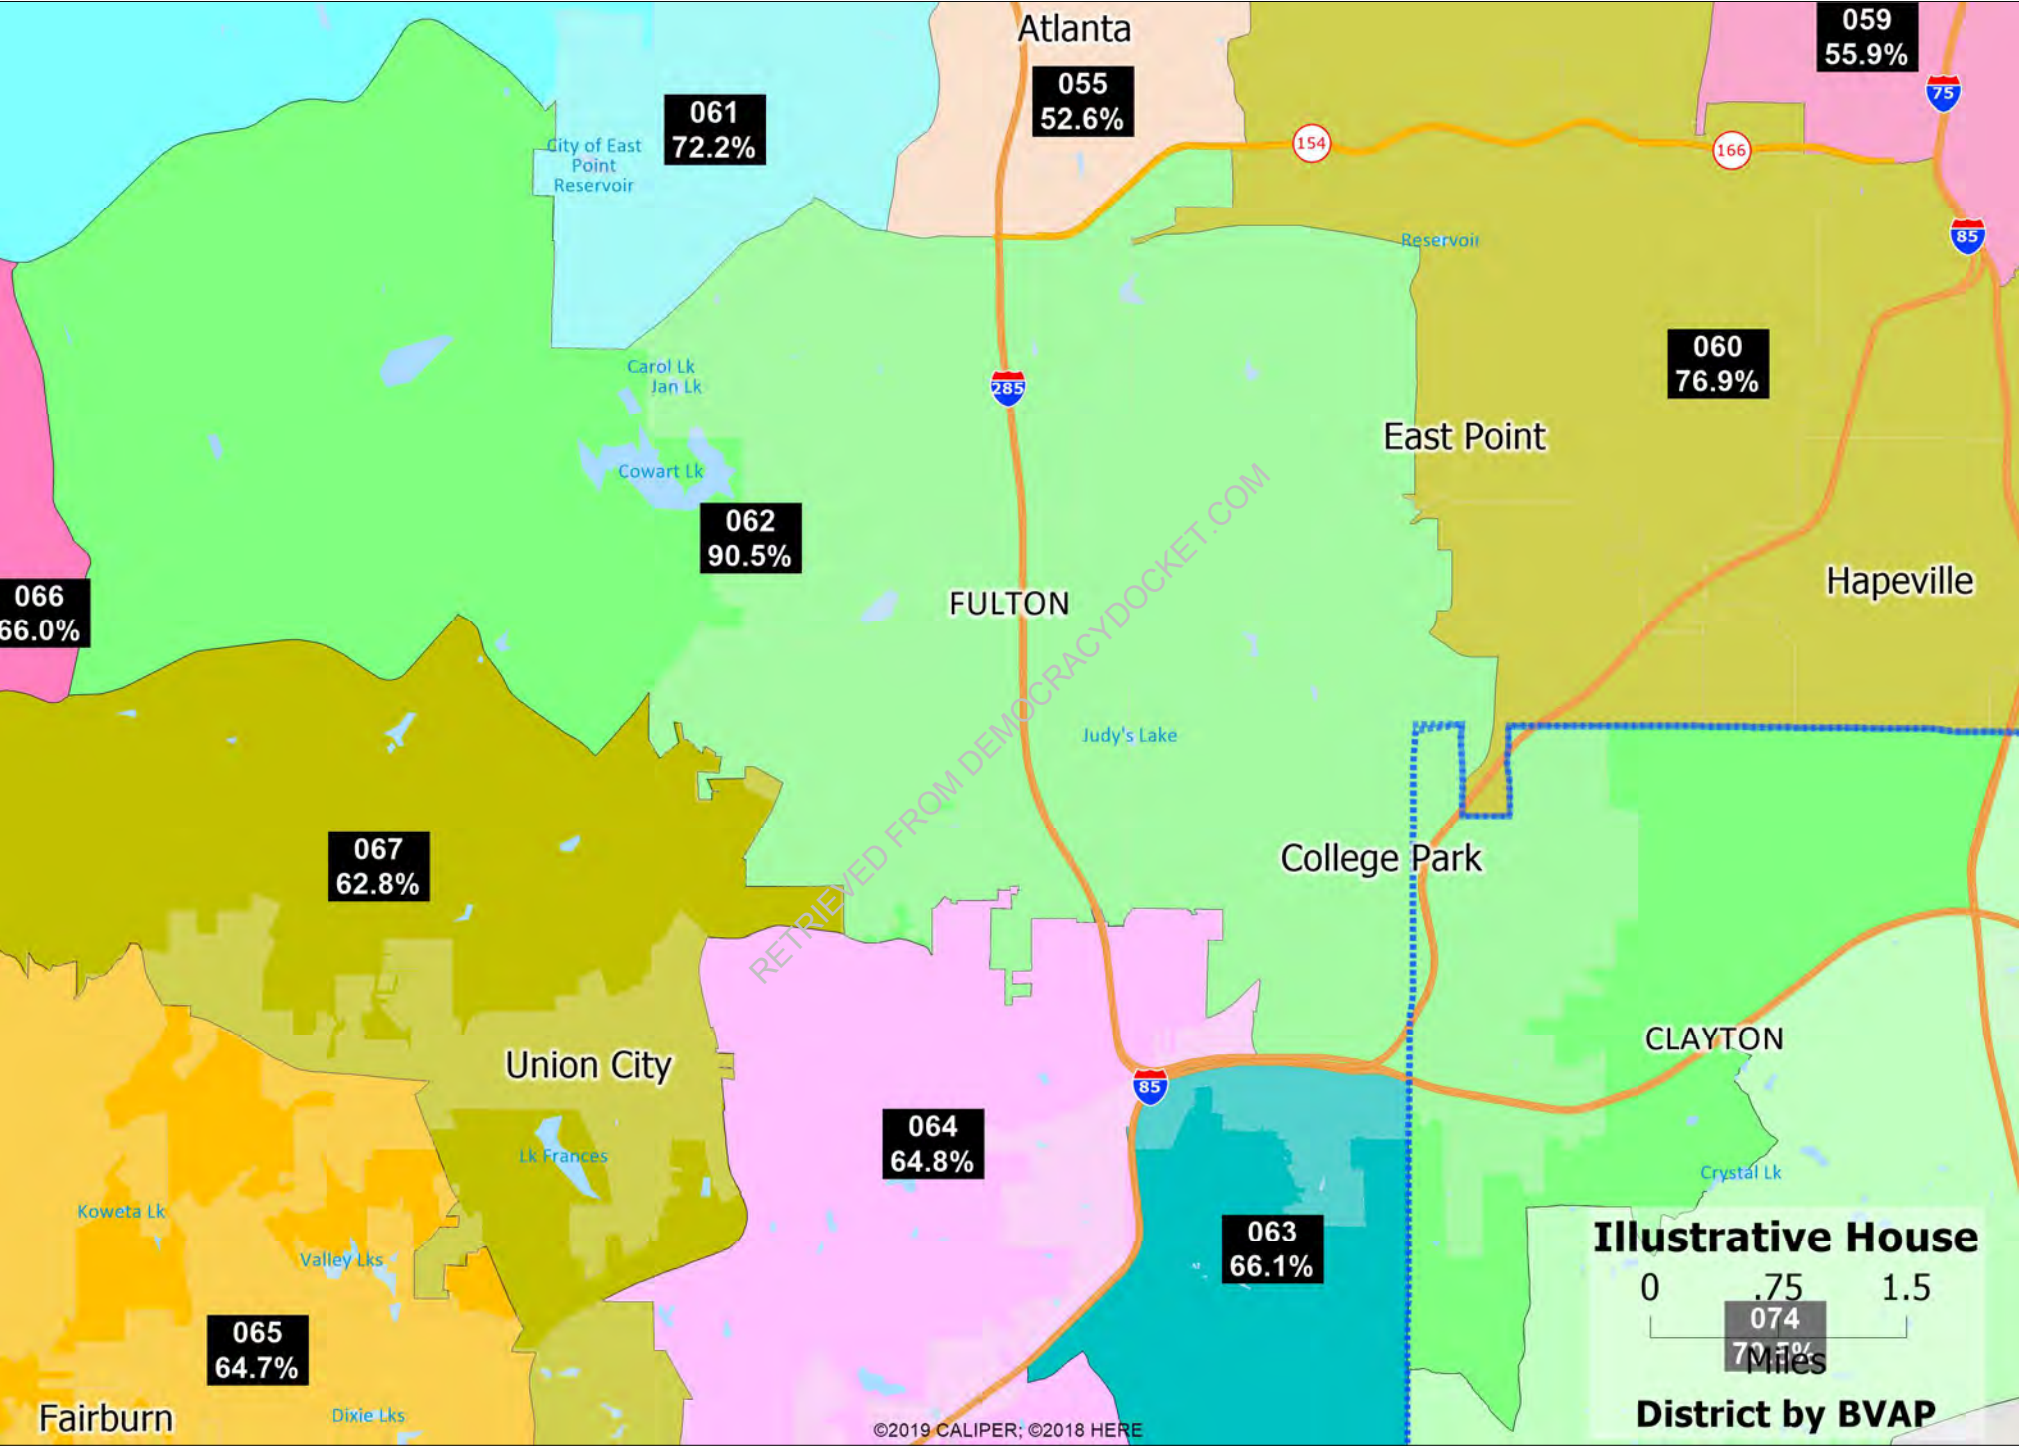 Atlanta
059
55.9%
055
52.6%
75
061
72.2%
154
166
City of East
Point
Reservoir
85
Reservoir
060
76.9%
Carol Lk
Jan Lk
285
East Point
Cowart Lk
062
90.5%
FULTON
Hapeville
066
66.0%
RETRIEVED FROM DEMOCRACYDOCKET.COM
Judy's Lake
067
62.8%
College Park
CLAYTON
Union City
85
064
64.8%
Lk Frances
Crystal Lk
Koweta Lk
063
66.1%
Illustrative House
Valley Lks
0 .75 1.5
065
64.7%
074
Miles
Fairburn
Dixie Lks
District by BVAP
©2019 CALIPER; ©2018 HERE